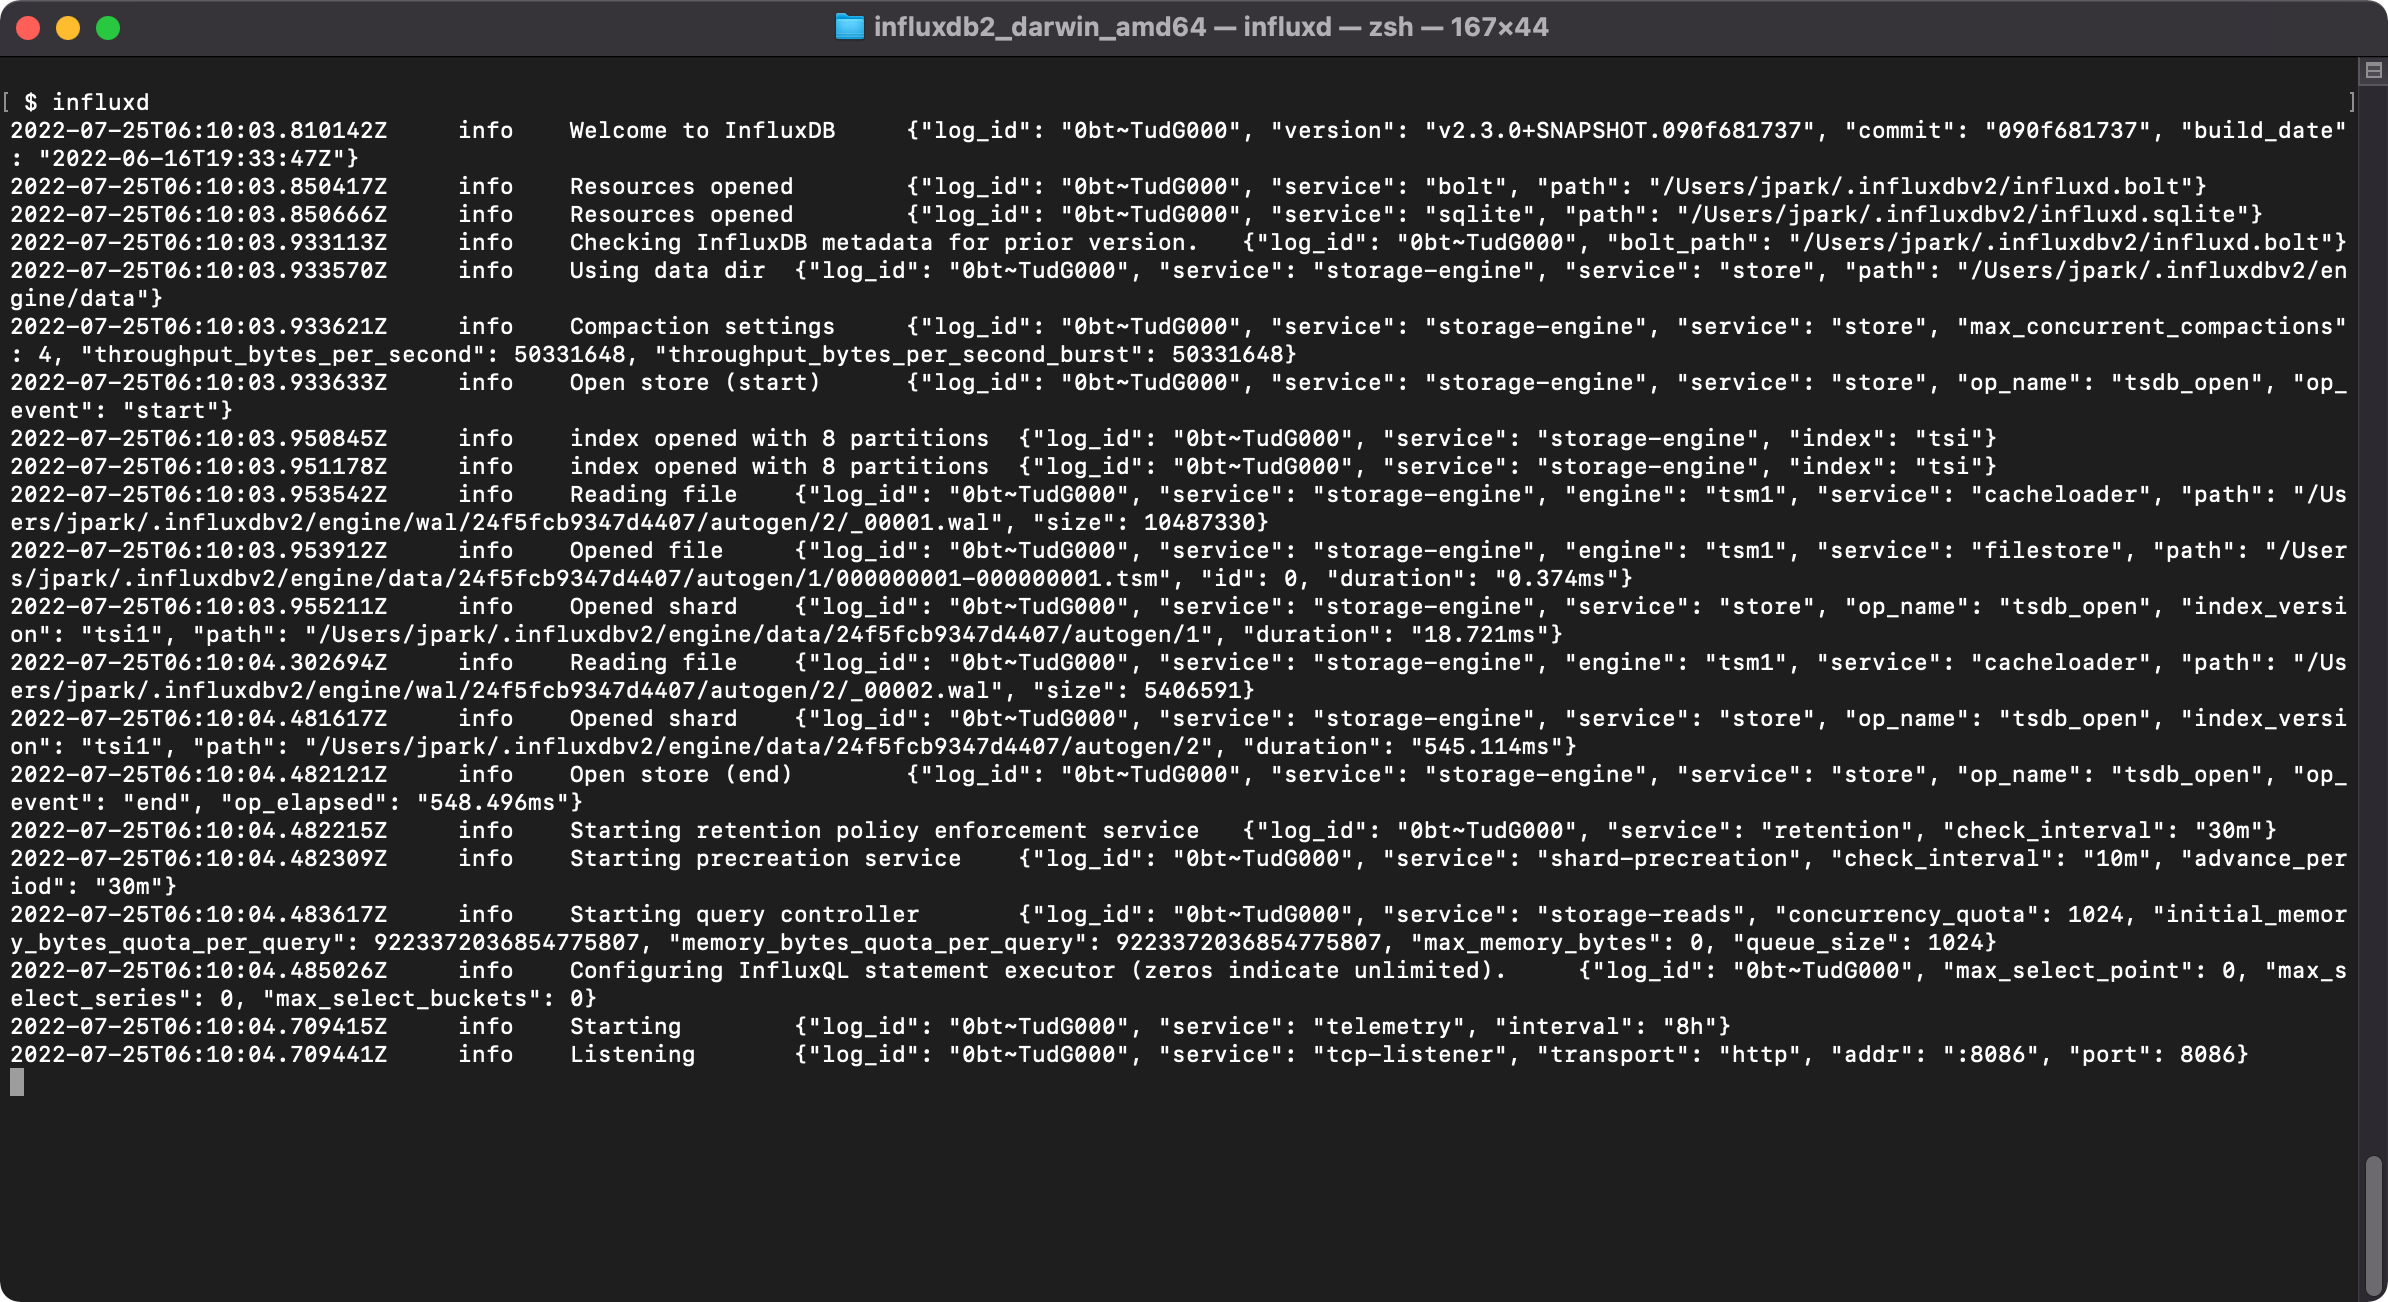 influxdb2_darwin_amd64 — influxd — zsh — 167×44
[ $ influxd ]
2022-07-25T06:10:03.810142Z     info    Welcome to InfluxDB     {"log_id": "0bt~TudG000", "version": "v2.3.0+SNAPSHOT.090f681737", "commit": "090f681737", "build_date"
: "2022-06-16T19:33:47Z"}
2022-07-25T06:10:03.850417Z     info    Resources opened        {"log_id": "0bt~TudG000", "service": "bolt", "path": "/Users/jpark/.influxdbv2/influxd.bolt"}
2022-07-25T06:10:03.850666Z     info    Resources opened        {"log_id": "0bt~TudG000", "service": "sqlite", "path": "/Users/jpark/.influxdbv2/influxd.sqlite"}
2022-07-25T06:10:03.933113Z     info    Checking InfluxDB metadata for prior version.   {"log_id": "0bt~TudG000", "bolt_path": "/Users/jpark/.influxdbv2/influxd.bolt"}
2022-07-25T06:10:03.933570Z     info    Using data dir  {"log_id": "0bt~TudG000", "service": "storage-engine", "service": "store", "path": "/Users/jpark/.influxdbv2/en
gine/data"}
2022-07-25T06:10:03.933621Z     info    Compaction settings     {"log_id": "0bt~TudG000", "service": "storage-engine", "service": "store", "max_concurrent_compactions"
: 4, "throughput_bytes_per_second": 50331648, "throughput_bytes_per_second_burst": 50331648}
2022-07-25T06:10:03.933633Z     info    Open store (start)      {"log_id": "0bt~TudG000", "service": "storage-engine", "service": "store", "op_name": "tsdb_open", "op_
event": "start"}
2022-07-25T06:10:03.950845Z     info    index opened with 8 partitions  {"log_id": "0bt~TudG000", "service": "storage-engine", "index": "tsi"}
2022-07-25T06:10:03.951178Z     info    index opened with 8 partitions  {"log_id": "0bt~TudG000", "service": "storage-engine", "index": "tsi"}
2022-07-25T06:10:03.953542Z     info    Reading file    {"log_id": "0bt~TudG000", "service": "storage-engine", "engine": "tsm1", "service": "cacheloader", "path": "/Us
ers/jpark/.influxdbv2/engine/wal/24f5fcb9347d4407/autogen/2/_00001.wal", "size": 10487330}
2022-07-25T06:10:03.953912Z     info    Opened file     {"log_id": "0bt~TudG000", "service": "storage-engine", "engine": "tsm1", "service": "filestore", "path": "/User
s/jpark/.influxdbv2/engine/data/24f5fcb9347d4407/autogen/1/000000001-000000001.tsm", "id": 0, "duration": "0.374ms"}
2022-07-25T06:10:03.955211Z     info    Opened shard    {"log_id": "0bt~TudG000", "service": "storage-engine", "service": "store", "op_name": "tsdb_open", "index_versi
on": "tsi1", "path": "/Users/jpark/.influxdbv2/engine/data/24f5fcb9347d4407/autogen/1", "duration": "18.721ms"}
2022-07-25T06:10:04.302694Z     info    Reading file    {"log_id": "0bt~TudG000", "service": "storage-engine", "engine": "tsm1", "service": "cacheloader", "path": "/Us
ers/jpark/.influxdbv2/engine/wal/24f5fcb9347d4407/autogen/2/_00002.wal", "size": 5406591}
2022-07-25T06:10:04.481617Z     info    Opened shard    {"log_id": "0bt~TudG000", "service": "storage-engine", "service": "store", "op_name": "tsdb_open", "index_versi
on": "tsi1", "path": "/Users/jpark/.influxdbv2/engine/data/24f5fcb9347d4407/autogen/2", "duration": "545.114ms"}
2022-07-25T06:10:04.482121Z     info    Open store (end)        {"log_id": "0bt~TudG000", "service": "storage-engine", "service": "store", "op_name": "tsdb_open", "op_
event": "end", "op_elapsed": "548.496ms"}
2022-07-25T06:10:04.482215Z     info    Starting retention policy enforcement service   {"log_id": "0bt~TudG000", "service": "retention", "check_interval": "30m"}
2022-07-25T06:10:04.482309Z     info    Starting precreation service    {"log_id": "0bt~TudG000", "service": "shard-precreation", "check_interval": "10m", "advance_per
iod": "30m"}
2022-07-25T06:10:04.483617Z     info    Starting query controller       {"log_id": "0bt~TudG000", "service": "storage-reads", "concurrency_quota": 1024, "initial_memor
y_bytes_quota_per_query": 9223372036854775807, "memory_bytes_quota_per_query": 9223372036854775807, "max_memory_bytes": 0, "queue_size": 1024}
2022-07-25T06:10:04.485026Z     info    Configuring InfluxQL statement executor (zeros indicate unlimited).     {"log_id": "0bt~TudG000", "max_select_point": 0, "max_s
elect_series": 0, "max_select_buckets": 0}
2022-07-25T06:10:04.709415Z     info    Starting        {"log_id": "0bt~TudG000", "service": "telemetry", "interval": "8h"}
2022-07-25T06:10:04.709441Z     info    Listening       {"log_id": "0bt~TudG000", "service": "tcp-listener", "transport": "http", "addr": ":8086", "port": 8086}